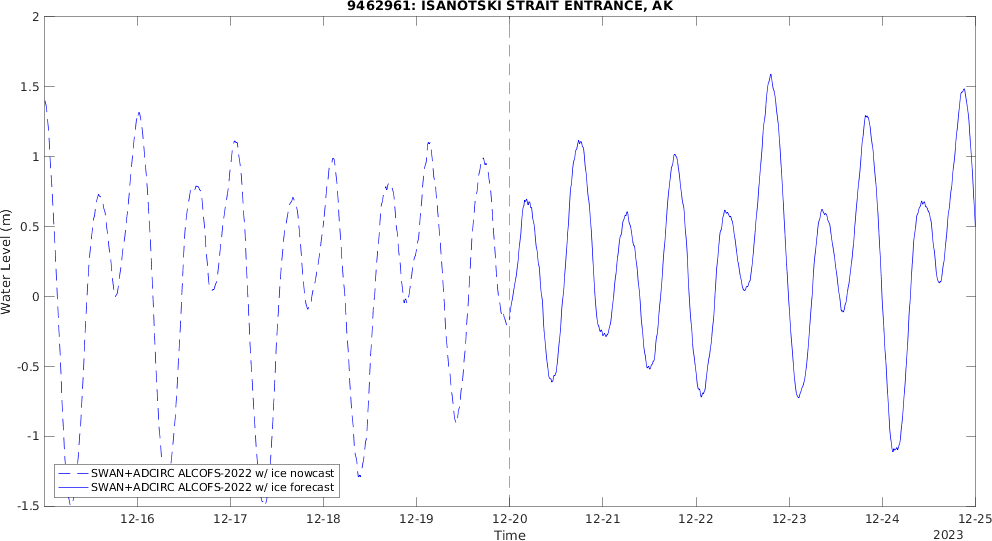 9462961: ISANOTSKI STRAIT ENTRANCE, AK
Water Level (m)
2
1.5
1
0.5
0
-0.5
-1
-1.5
SWAN+ADCIRC ALCOFS-2022 w/ ice nowcast
SWAN+ADCIRC ALCOFS-2022 w/ ice forecast
12-16 12-17 12-18 12-19 12-20 12-21 12-22 12-23 12-24 12-25
Time
2023